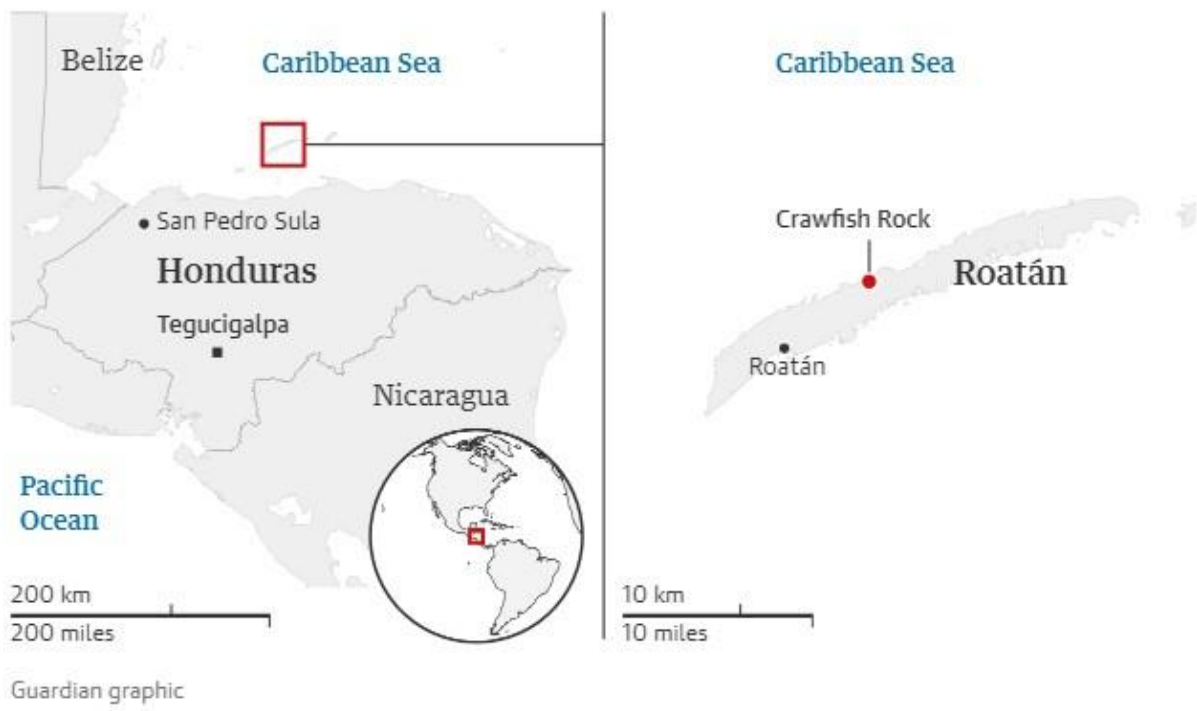 Belize
Caribbean Sea
San Pedro Sula
Honduras
Tegucigalpa
Nicaragua
Pacific
Ocean
200 km
200 miles
Caribbean Sea
Crawfish Rock
Roatán
Roatán
10 km
10 miles
Guardian graphic